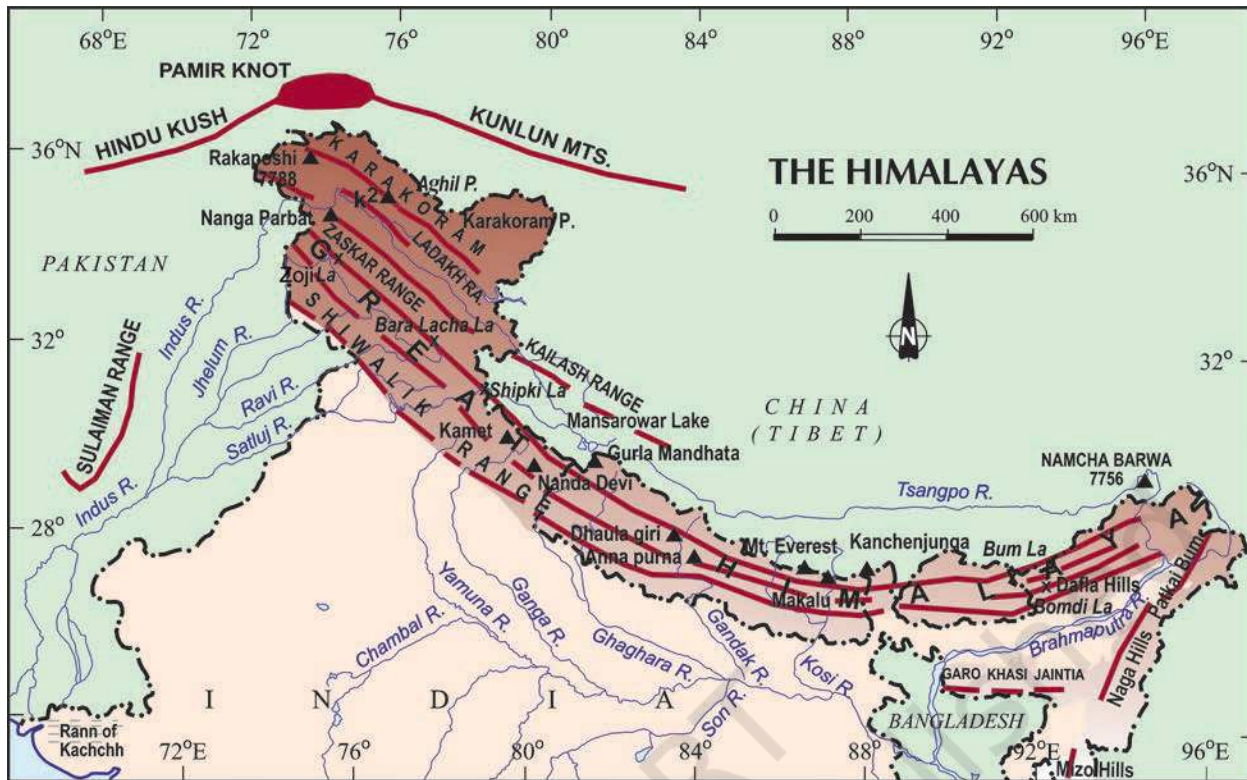 68°E 72° 76° 80° 84° 88° 92° 96°E
PAMIR KNOT
HINDU KUSH
KUNLUN MTS.
36°N
36°N
THE HIMALAYAS
0 200 400 600 km
N
Rakaposhi
7788
KARAKORAM
k2
Aghil P.
Karakoram P.
Nanga Parbat
LADAKH RA.
ZASKAR RANGE
PAKISTAN
Zoji La
GREAT HIMALAYA
SHIWALIK RANGE
Bara Lacha La
32°
32°
Indus R.
Jhelum R.
Ravi R.
Satluj R.
SULAIMAN RANGE
Indus R.
KAILASH RANGE
Shipki La
Mansarowar Lake
CHINA
(TIBET)
Kamet
Gurla Mandhata
Nanda Devi
NAMCHA BARWA
7756
Tsangpo R.
28°
28°
Dhaula giri
Anna purna
Mt. Everest
Kanchenjunga
Makalu
Bum La
Dafla Hills
Bomdi La
Patkai Bum
Brahmaputra R.
Naga Hills
Yamuna R.
Ganga R.
Chambal R.
Ghaghara R.
Gandak R.
Kosi R.
Son R.
GARO KHASI JAINTIA
INDIA
BANGLADESH
Rann of
Kachchh
Mizo Hills
72°E 76° 80° 84° 88° 92°E 96°E